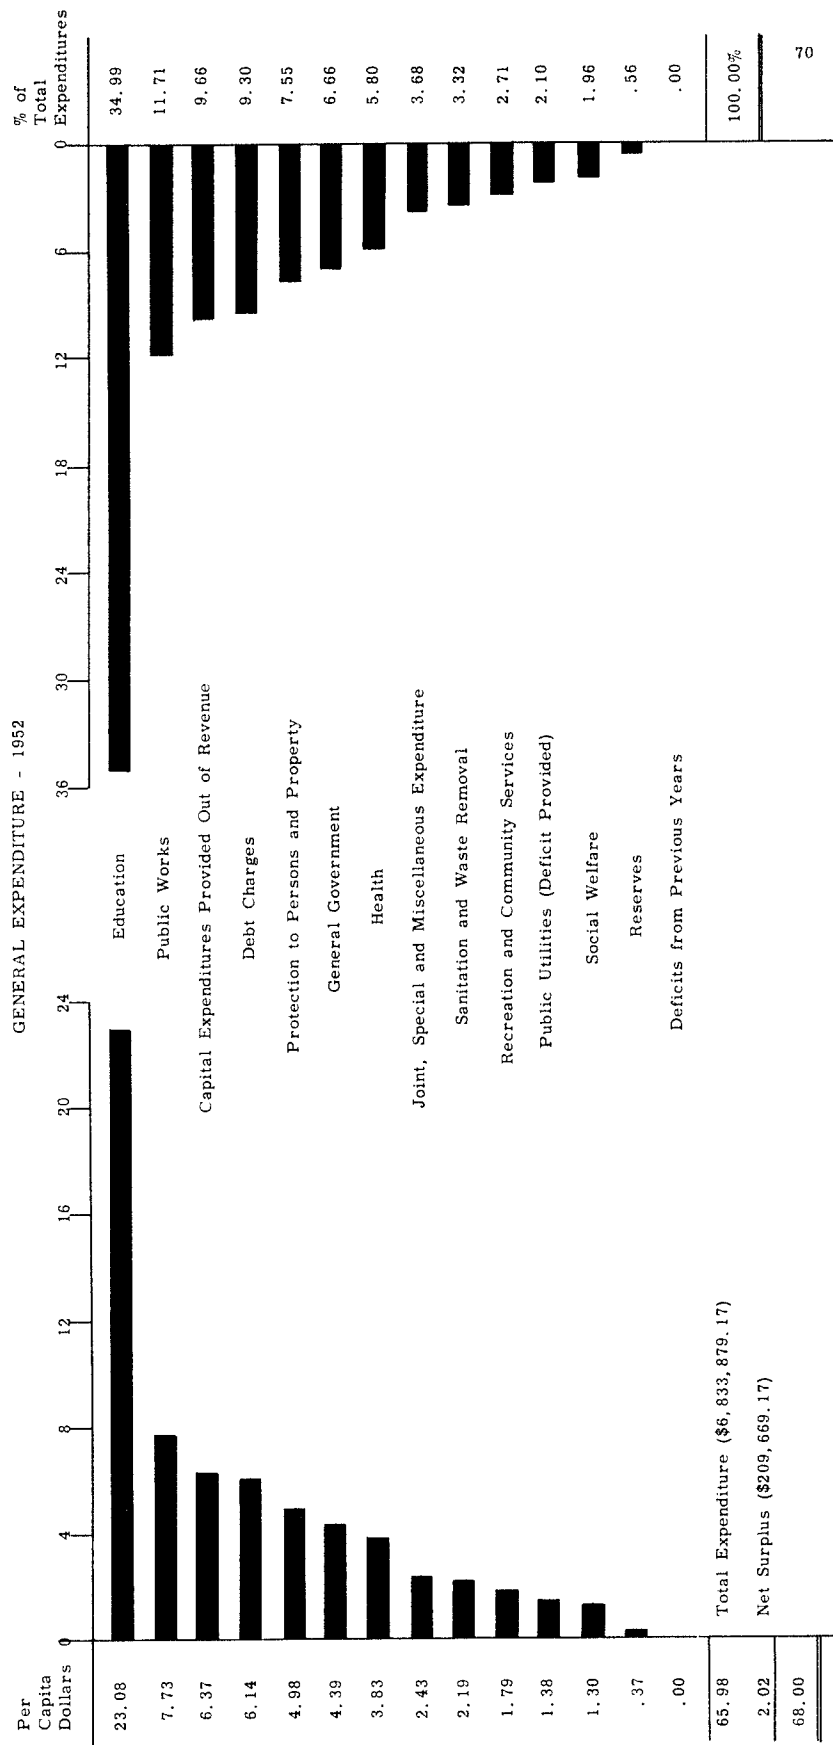 GENERAL EXPENDITURE - 1952
Per
Capita
Dollars
0 4 8 12 16 20 24
36 30 24 18 12 6 0
% of
Total
Expenditures
23.08 Education 34.99
7.73 Public Works 11.71
6.37 Capital Expenditures Provided Out of Revenue 9.66
6.14 Debt Charges 9.30
4.98 Protection to Persons and Property 7.55
4.39 General Government 6.66
3.83 Health 5.80
2.43 Joint, Special and Miscellaneous Expenditure 3.68
2.19 Sanitation and Waste Removal 3.32
1.79 Recreation and Community Services 2.71
1.38 Public Utilities (Deficit Provided) 2.10
1.30 Social Welfare 1.96
.37 Reserves .56
.00 Deficits from Previous Years .00
65.98 Total Expenditure ($6,833,879.17) 100.00%
2.02 Net Surplus ($209,669.17)
68.00
70